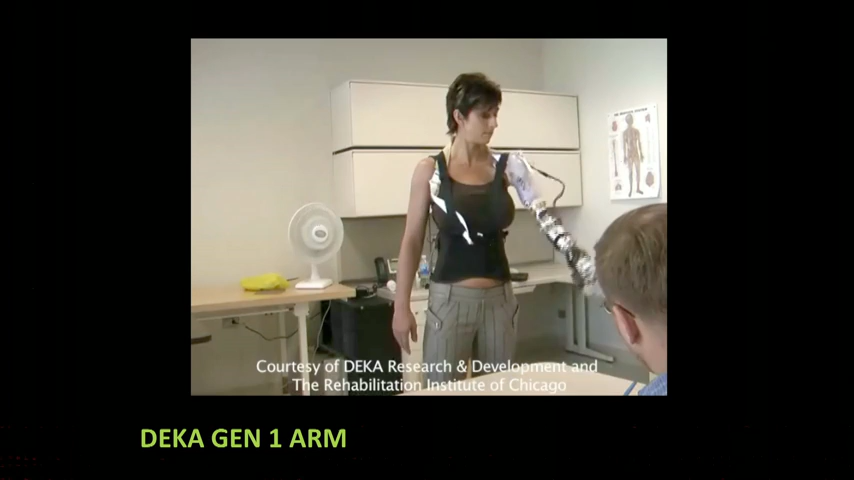 Courtesy of DEKA Research & Development and
The Rehabilitation Institute of Chicago
DEKA GEN 1 ARM